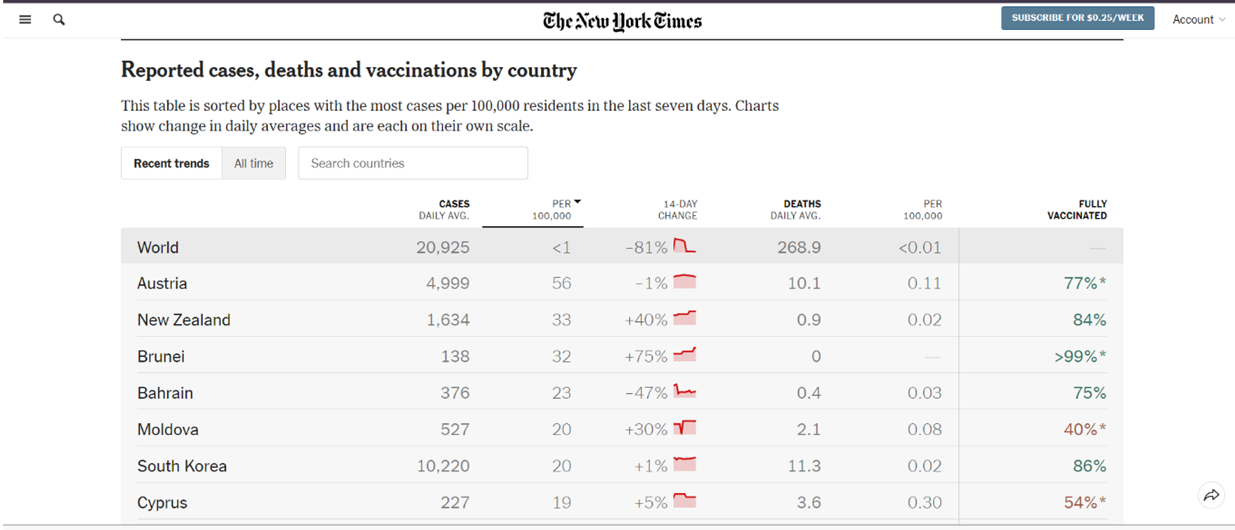 The New York Times
SUBSCRIBE FOR $0.25/WEEK
Account
Reported cases, deaths and vaccinations by country
This table is sorted by places with the most cases per 100,000 residents in the last seven days. Charts
show change in daily averages and are each on their own scale.
Recent trends All time Search countries
CASES PER 14-DAY DEATHS PER FULLY
DAILY AVG. 100,000 CHANGE DAILY AVG. 100,000 VACCINATED
World 20,925 <1 −81% 268.9 <0.01 —
Austria 4,999 56 −1% 10.1 0.11 77%*
New Zealand 1,634 33 +40% 0.9 0.02 84%
Brunei 138 32 +75% 0 — >99%*
Bahrain 376 23 −47% 0.4 0.03 75%
Moldova 527 20 +30% 2.1 0.08 40%*
South Korea 10,220 20 +1% 11.3 0.02 86%
Cyprus 227 19 +5% 3.6 0.30 54%*